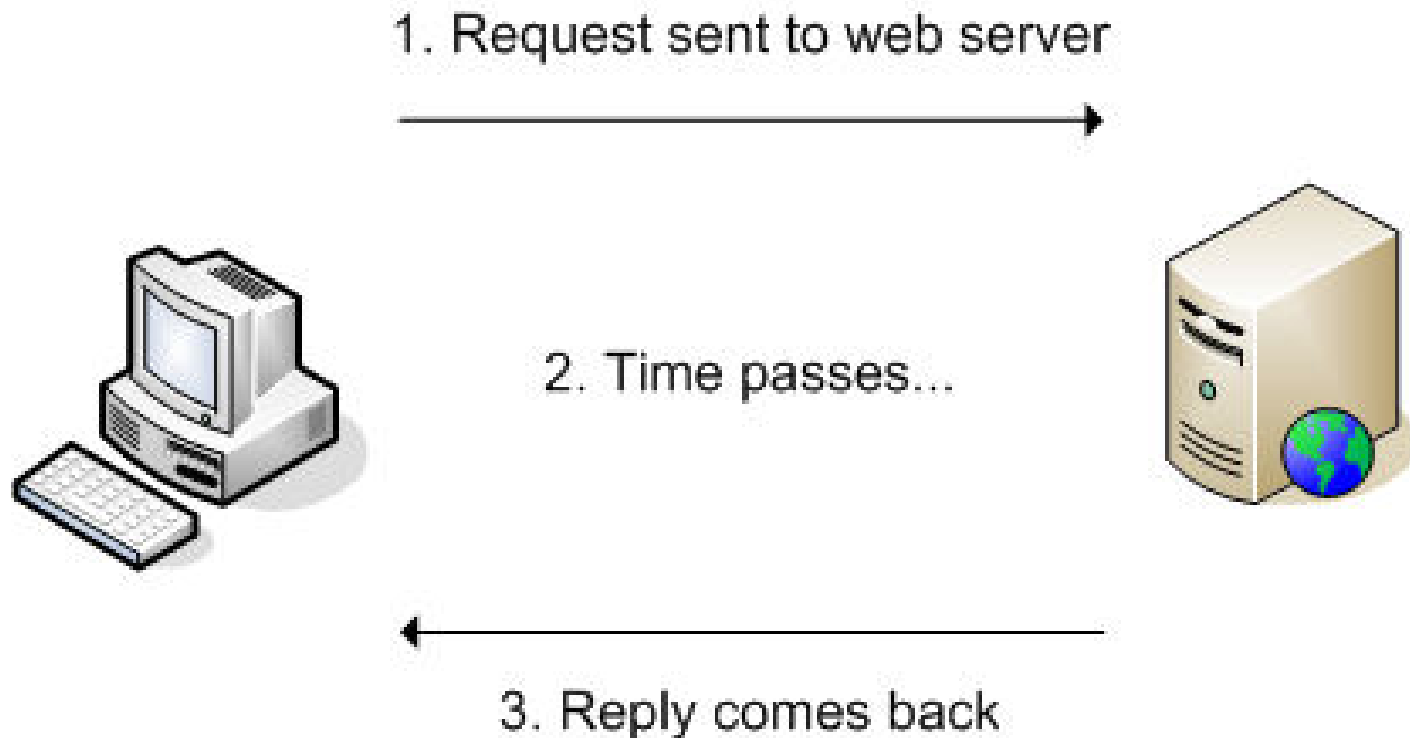 1. Request sent to web server
2. Time passes...
3. Reply comes back